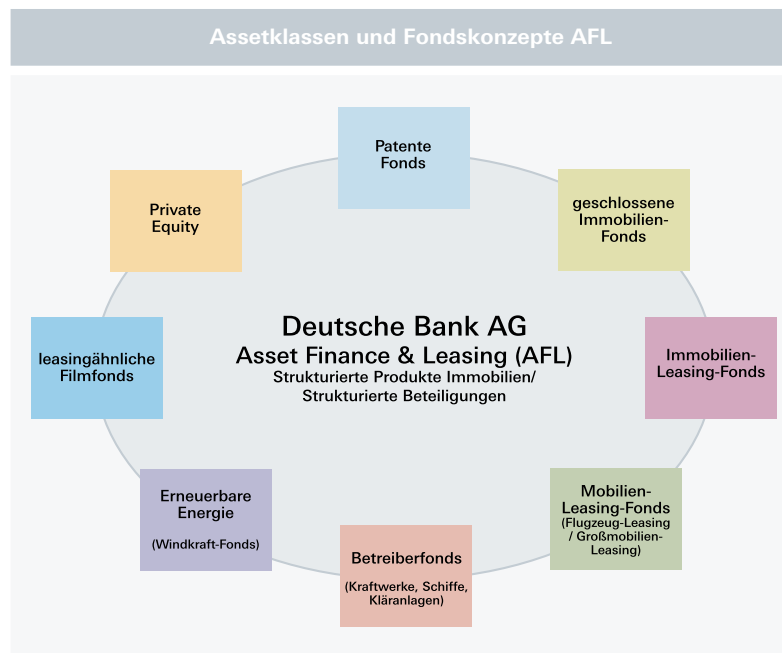 Assetklassen und Fondskonzepte AFL
Patente
Fonds
Private
Equity
geschlossene
Immobilien-
Fonds
Deutsche Bank AG
Asset Finance & Leasing (AFL)
Strukturierte Produkte Immobilien/
Strukturierte Beteiligungen
leasingähnliche
Filmfonds
Immobilien-
Leasing-Fonds
Erneuerbare
Energie
(Windkraft-Fonds)
Mobilien-
Leasing-Fonds
(Flugzeug-Leasing
/ Großmobilien-
Leasing)
Betreiberfonds
(Kraftwerke, Schiffe,
Kläranlagen)